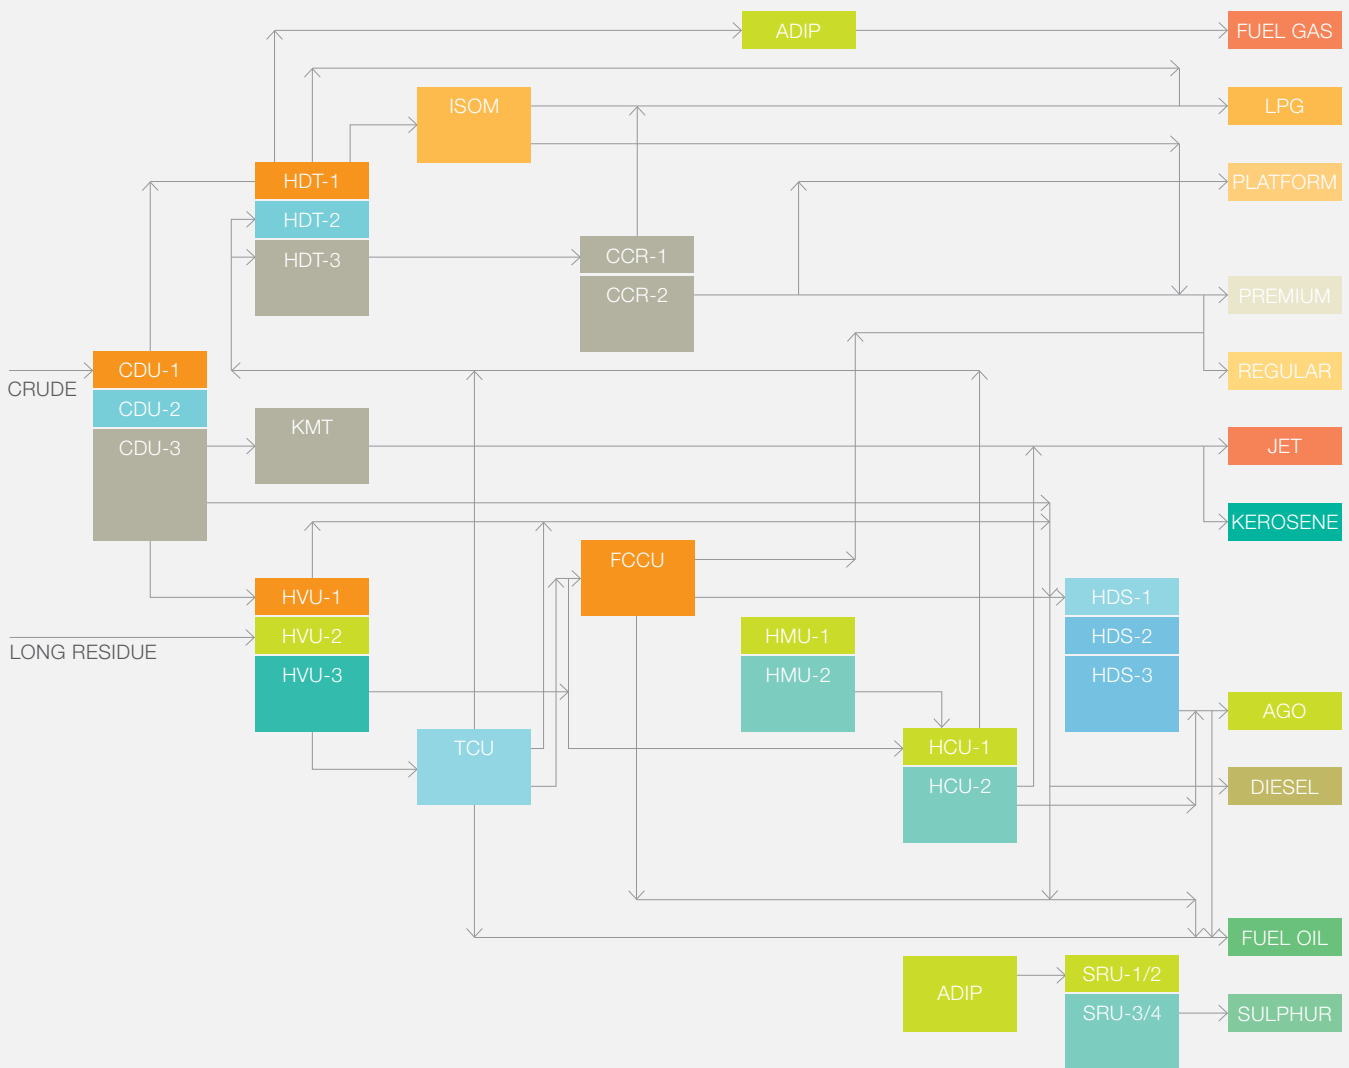 ADIP
FUEL GAS
ISOM
LPG
HDT-1
PLATFORM
HDT-2
HDT-3
CCR-1
CCR-2
PREMIUM
CDU-1
REGULAR
CRUDE
CDU-2
KMT
CDU-3
JET
KEROSENE
FCCU
HVU-1
HDS-1
HVU-2
HMU-1
HDS-2
LONG RESIDUE
HVU-3
HMU-2
HDS-3
AGO
TCU
HCU-1
HCU-2
DIESEL
FUEL OIL
SRU-1/2
ADIP
SRU-3/4
SULPHUR